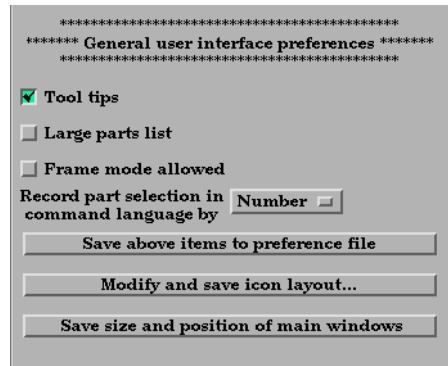 ********************************************
******* General user interface preferences *******
********************************************
Tool tips
Large parts list
Frame mode allowed
Record part selection in
command language by
Number
Save above items to preference file
Modify and save icon layout...
Save size and position of main windows